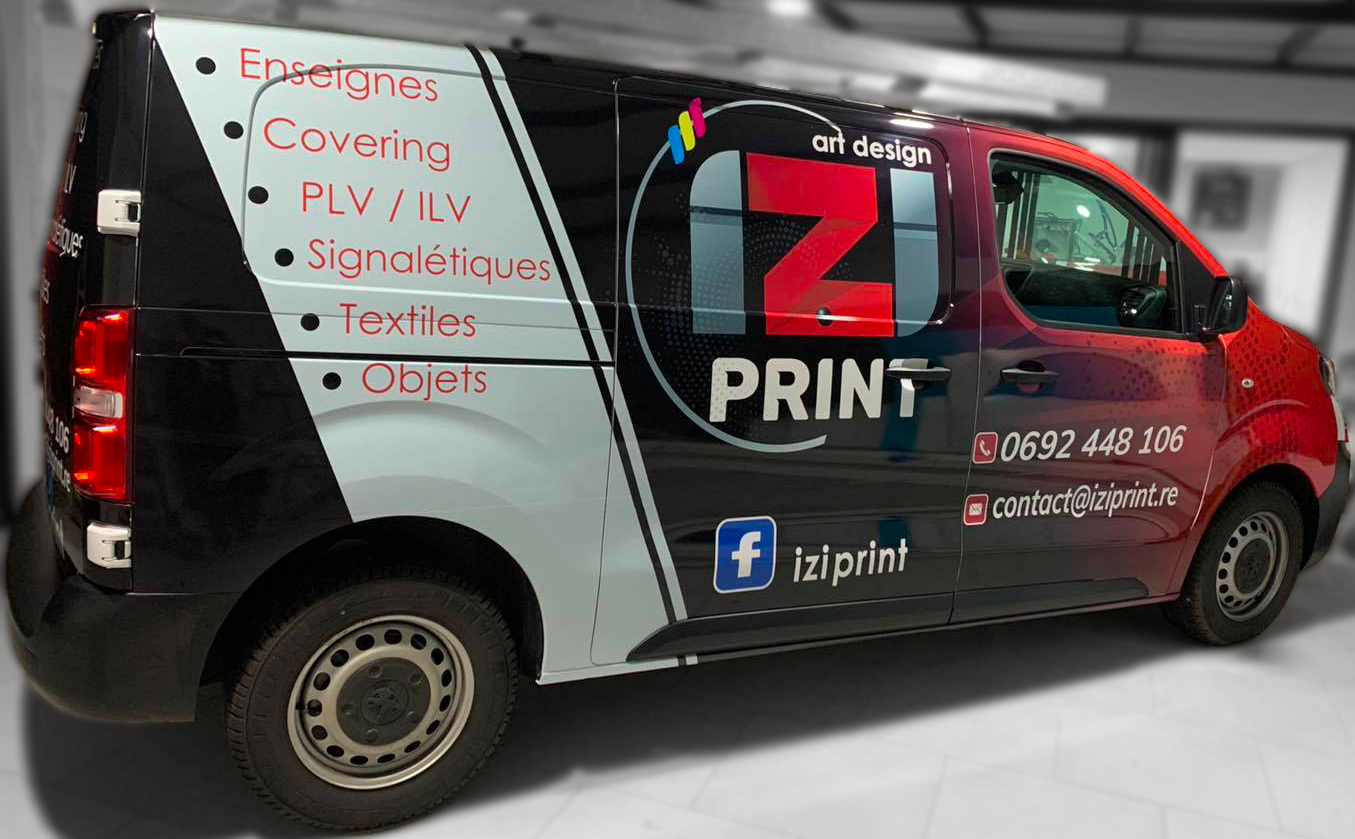 Enseignes
Covering
PLV / ILV
Signalétiques
Textiles
Objets
art design
IZI
PRINT
0692 448 106
contact@iziprint.re
f iziprint